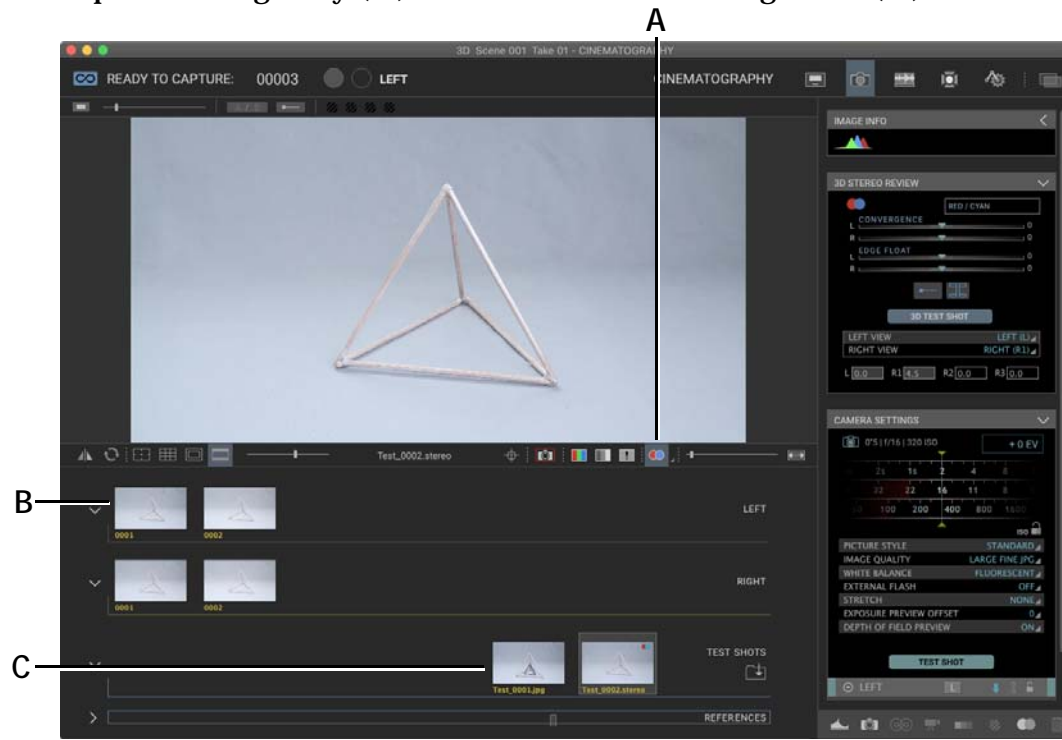 A
3D Scene 001 Take 01 - CINEMATOGRAPHY
READY TO CAPTURE: 00003 LEFT
CINEMATOGRAPHY
IMAGE INFO
3D STEREO REVIEW
RED / CYAN
CONVERGENCE
L 0
R 0
EDGE FLOAT
L 0
R 0
3D TEST SHOT
LEFT VIEW LEFT (L)
RIGHT VIEW RIGHT (R1)
L 0.0 R1 4.5 R2 0.0 R3 0.0
CAMERA SETTINGS
0"5 | f/16 | 320 ISO +0 EV
2s 1s 2 4 8
32 22 16 11 8
100 200 400 800 1600
ISO
PICTURE STYLE STANDARD
IMAGE QUALITY LARGE FINE JPG
WHITE BALANCE FLUORESCENT
EXTERNAL FLASH OFF
STRETCH NONE
EXPOSURE PREVIEW OFFSET 0
DEPTH OF FIELD PREVIEW ON
TEST SHOT
LEFT L
Test_0002.stereo
B
LEFT
0001 0002
RIGHT
0001 0002
C
TEST SHOTS
Test_0001.jpg Test_0002.stereo
REFERENCES